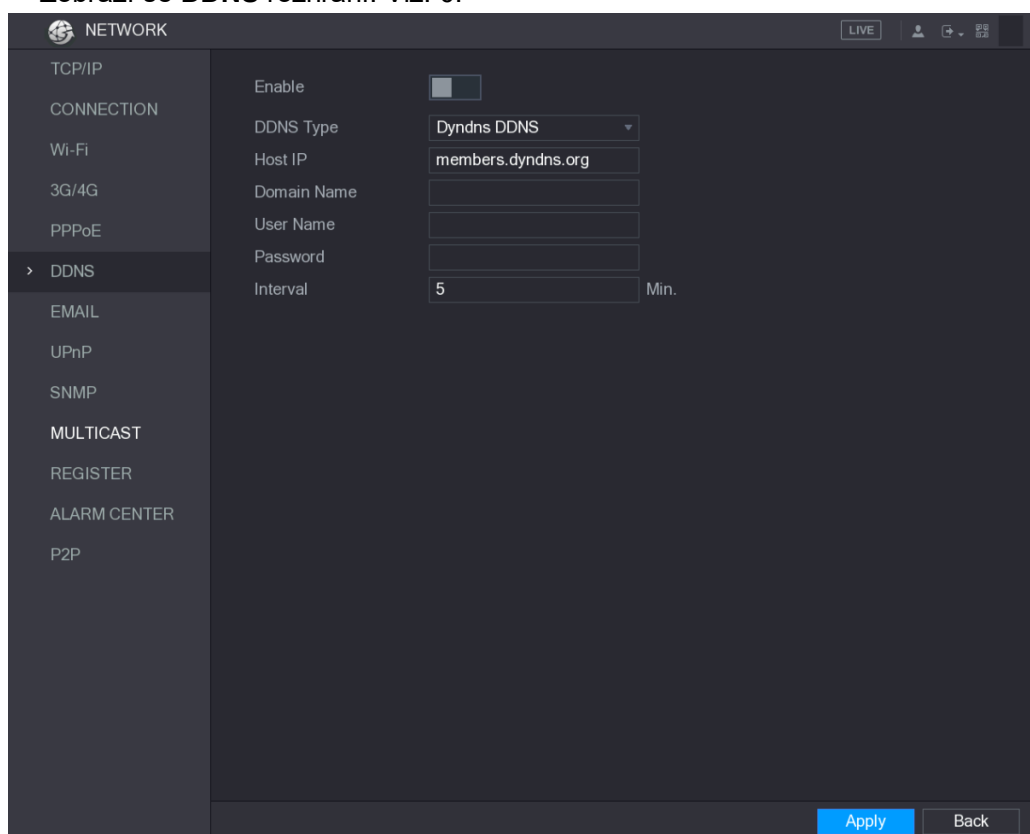 NETWORK
LIVE
TCP/IP
CONNECTION
Wi-Fi
3G/4G
PPPoE
DDNS
EMAIL
UPnP
SNMP
MULTICAST
REGISTER
ALARM CENTER
P2P
Enable
DDNS Type Dyndns DDNS
Host IP members.dyndns.org
Domain Name
User Name
Password
Interval 5 Min.
Apply Back